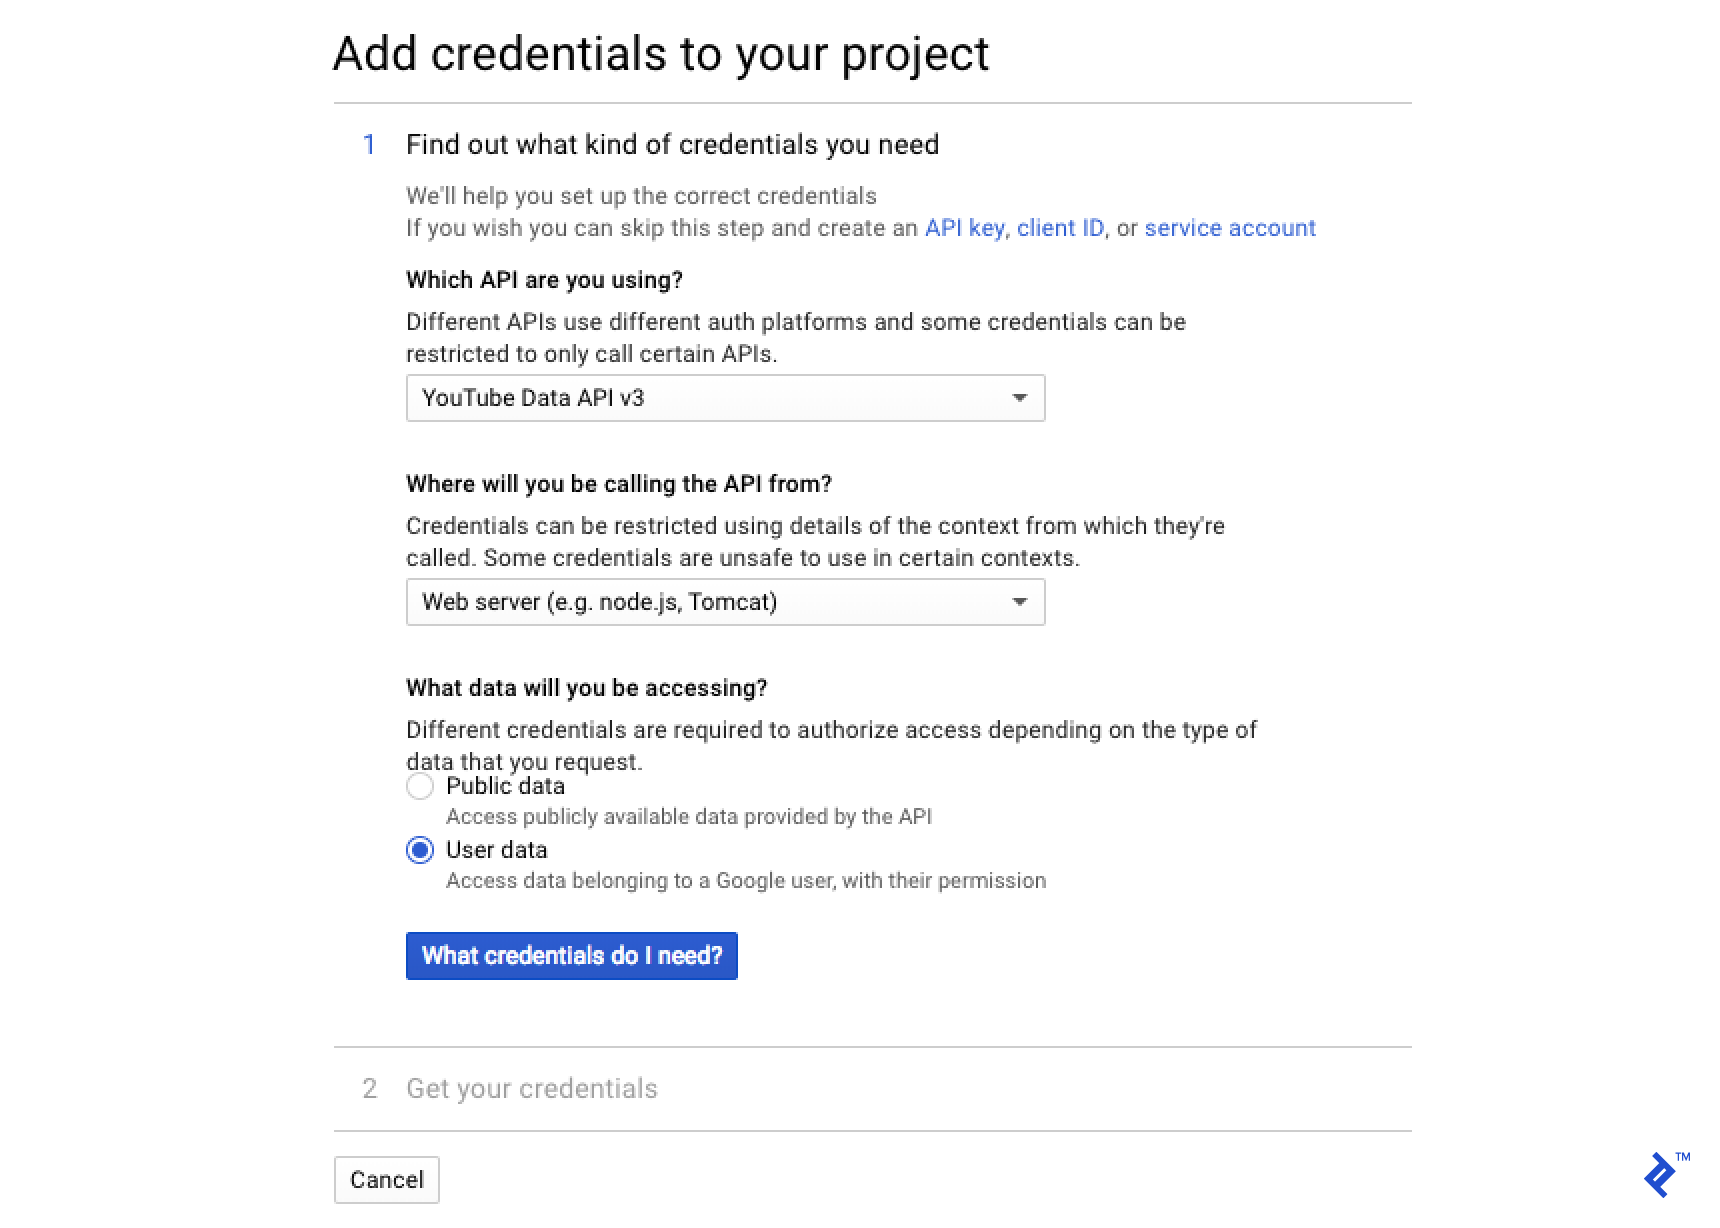 Add credentials to your project
1 Find out what kind of credentials you need
We'll help you set up the correct credentials
If you wish you can skip this step and create an API key, client ID, or service account
Which API are you using?
Different APIs use different auth platforms and some credentials can be
restricted to only call certain APIs.
YouTube Data API v3
Where will you be calling the API from?
Credentials can be restricted using details of the context from which they're
called. Some credentials are unsafe to use in certain contexts.
Web server (e.g. node.js, Tomcat)
What data will you be accessing?
Different credentials are required to authorize access depending on the type of
data that you request.
Public data
Access publicly available data provided by the API
User data
Access data belonging to a Google user, with their permission
What credentials do I need?
2 Get your credentials
Cancel
TM